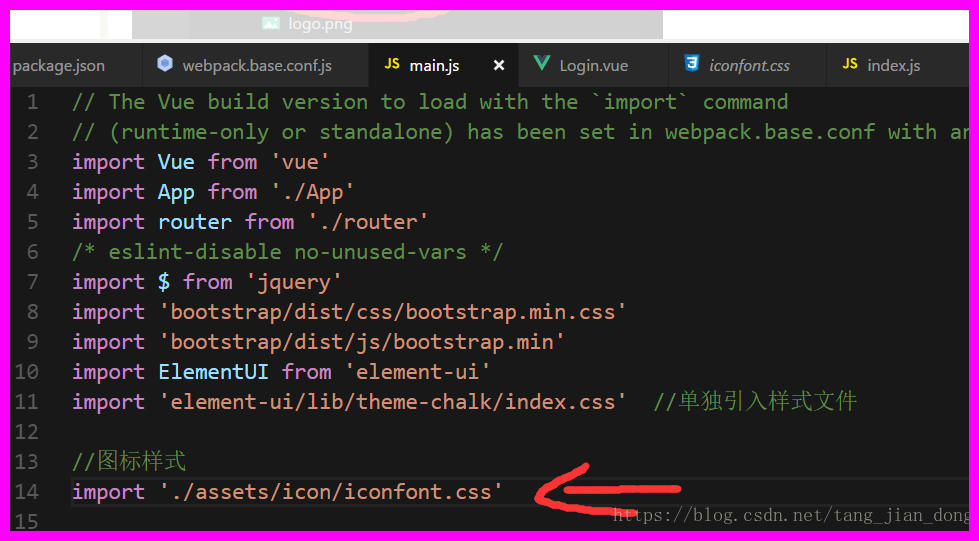 logo.png
package.json webpack.base.conf.js JS main.js × Login.vue iconfont.css JS index.js
1 // The Vue build version to load with the `import` command
2 // (runtime-only or standalone) has been set in webpack.base.conf with an
3 import Vue from 'vue'
4 import App from './App'
5 import router from './router'
6 /* eslint-disable no-unused-vars */
7 import $ from 'jquery'
8 import 'bootstrap/dist/css/bootstrap.min.css'
9 import 'bootstrap/dist/js/bootstrap.min'
10 import ElementUI from 'element-ui'
11 import 'element-ui/lib/theme-chalk/index.css' //单独引入样式文件
12
13 //图标样式
14 import './assets/icon/iconfont.css'
https://blog.csdn.net/tang_jian_dong
15